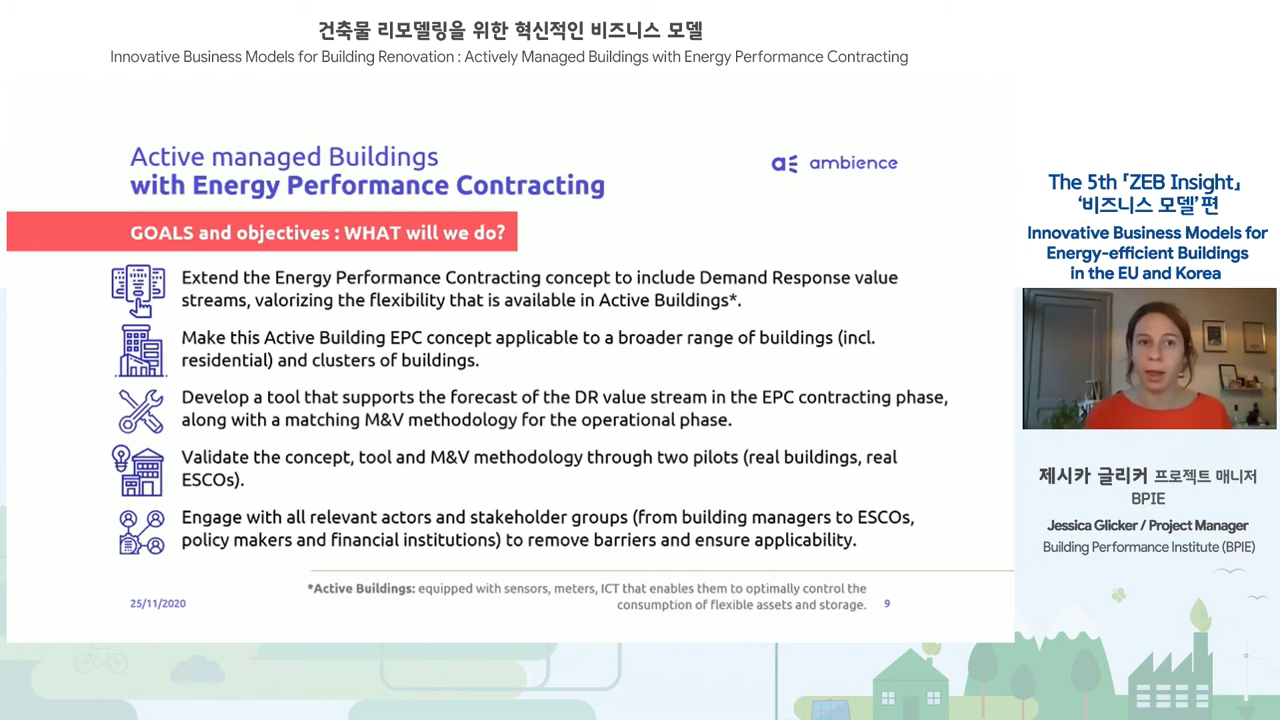 건축물 리모델링을 위한 혁신적인 비즈니스 모델
Innovative Business Models for Building Renovation : Actively Managed Buildings with Energy Performance Contracting
Active managed Buildings
with Energy Performance Contracting
ambience
GOALS and objectives : WHAT will we do?
Extend the Energy Performance Contracting concept to include Demand Response value
streams, valorizing the flexibility that is available in Active Buildings*.
Make this Active Building EPC concept applicable to a broader range of buildings (incl.
residential) and clusters of buildings.
Develop a tool that supports the forecast of the DR value stream in the EPC contracting phase,
along with a matching M&V methodology for the operational phase.
Validate the concept, tool and M&V methodology through two pilots (real buildings, real
ESCOs).
Engage with all relevant actors and stakeholder groups (from building managers to ESCOs,
policy makers and financial institutions) to remove barriers and ensure applicability.
*Active Buildings: equipped with sensors, meters, ICT that enables them to optimally control the
consumption of flexible assets and storage.
25/11/2020
9
The 5th「ZEB Insight」
‘비즈니스 모델’편
Innovative Business Models for
Energy-efficient Buildings
in the EU and Korea
제시카 글리커 프로젝트 매니저
BPIE
Jessica Glicker / Project Manager
Building Performance Institute (BPIE)